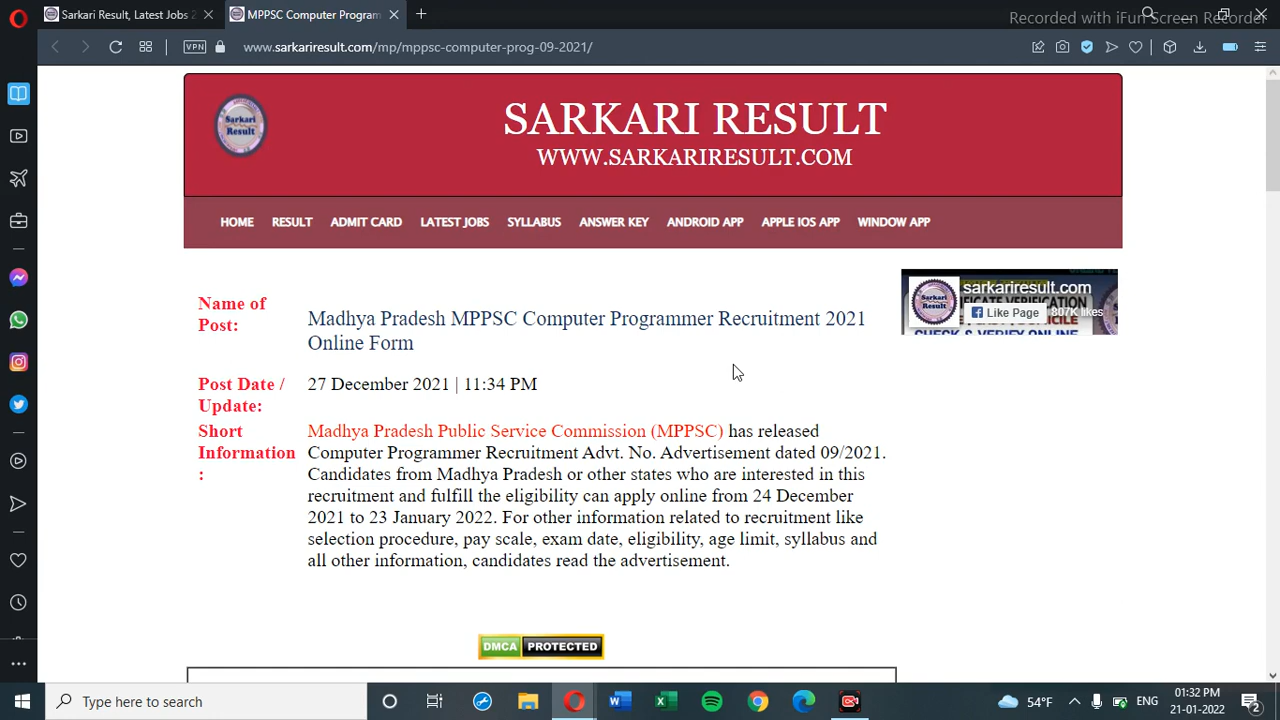 Sarkari Result, Latest Jobs 2
MPPSC Computer Program
Recorded with iFun Screen Recorder
VPN
www.sarkariresult.com/mp/mppsc-computer-prog-09-2021/
Sarkari
Result
SARKARI RESULT
WWW.SARKARIRESULT.COM
HOME RESULT ADMIT CARD LATEST JOBS SYLLABUS ANSWER KEY ANDROID APP APPLE IOS APP WINDOW APP
Name of
Post:
Madhya Pradesh MPPSC Computer Programmer Recruitment 2021
Online Form
Post Date /
Update:
27 December 2021 | 11:34 PM
Short
Information
:
Madhya Pradesh Public Service Commission (MPPSC) has released
Computer Programmer Recruitment Advt. No. Advertisement dated 09/2021.
Candidates from Madhya Pradesh or other states who are interested in this
recruitment and fulfill the eligibility can apply online from 24 December
2021 to 23 January 2022. For other information related to recruitment like
selection procedure, pay scale, exam date, eligibility, age limit, syllabus and
all other information, candidates read the advertisement.
sarkariresult.com
Sarkari
Result
Like Page
807K likes
DMCA PROTECTED
Type here to search
54°F
ENG
01:32 PM
21-01-2022
2